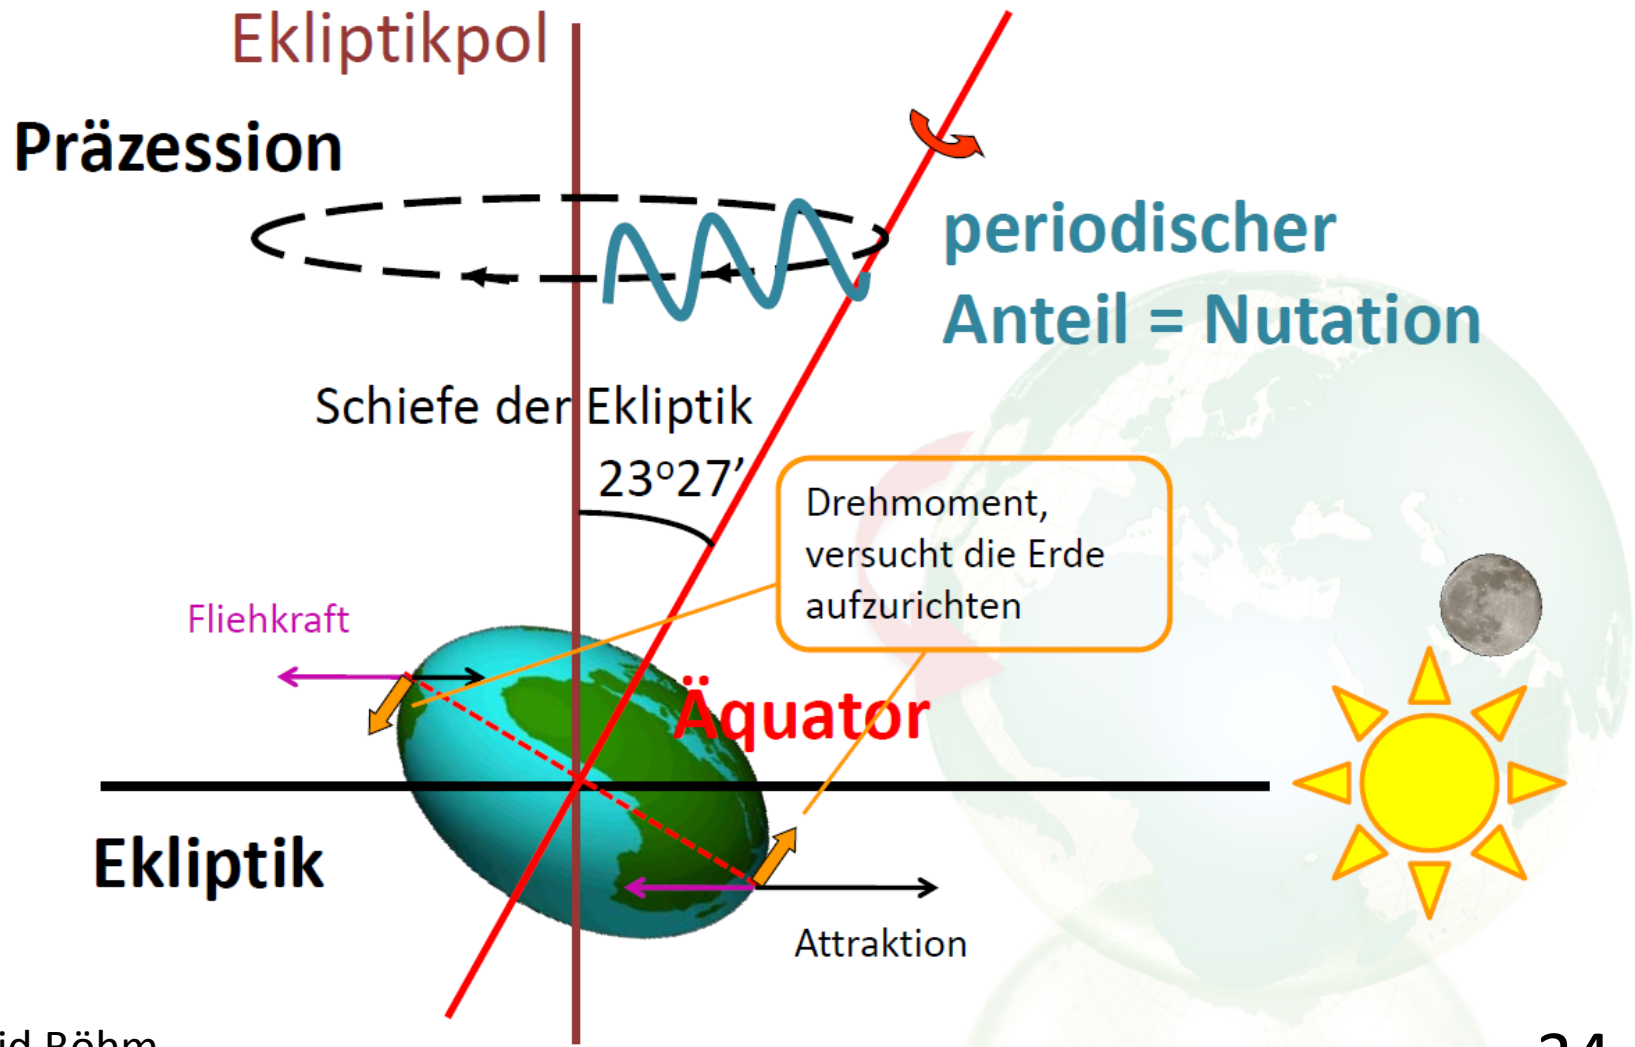 Ekliptikpol
Präzession
periodischer
Anteil = Nutation
Schiefe der Ekliptik
23°27’
Drehmoment,
versucht die Erde
aufzurichten
Fliehkraft
Äquator
Ekliptik
Attraktion
Böhm